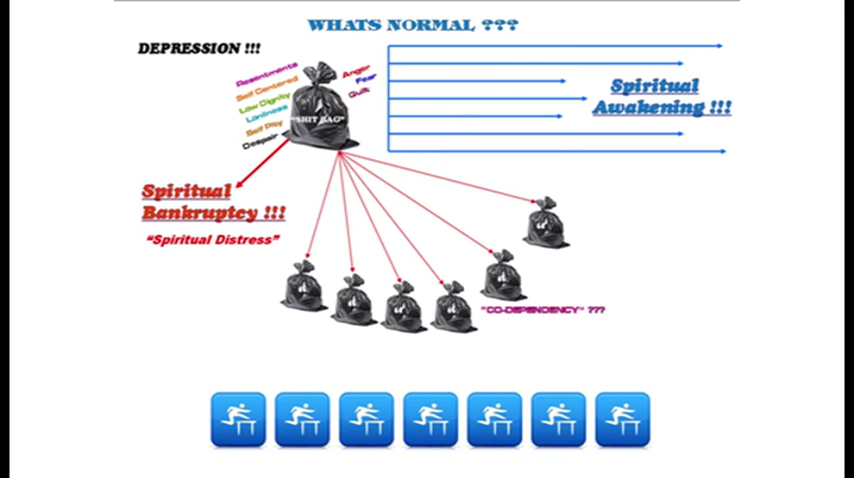 WHATS NORMAL ???
DEPRESSION !!!
Resentments
Self Centered
Low Dignity
Lonliness
Self Pity
Despair
Anger
Fear
Guilt
"SHIT BAG"
Spiritual
Awakening !!!
Spiritual
Bankruptcy !!!
"Spiritual Distress"
"CO-DEPENDENCY" ???